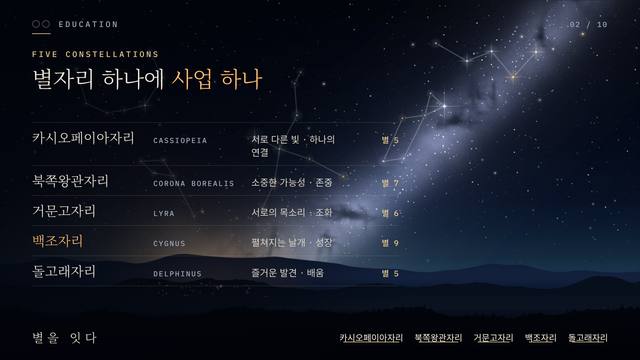 ○○ EDUCATION
02 / 10
FIVE CONSTELLATIONS
별자리 하나에 사업 하나
카시오페이아자리 CASSIOPEIA 서로 다른 빛 · 하나의 연결 별 5
북쪽왕관자리 CORONA BOREALIS 소중한 가능성 · 존중 별 7
거문고자리 LYRA 서로의 목소리 · 조화 별 6
백조자리 CYGNUS 펼쳐지는 날개 · 성장 별 9
돌고래자리 DELPHINUS 즐거운 발견 · 배움 별 5
별을 잇다
카시오페이아자리 북쪽왕관자리 거문고자리 백조자리 돌고래자리